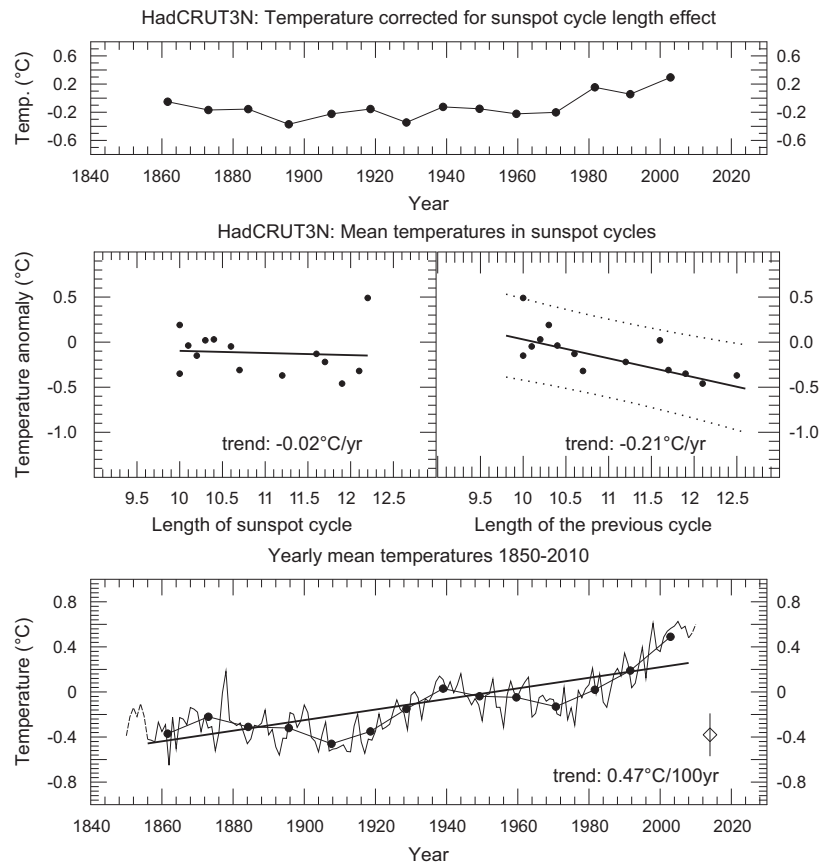 HadCRUT3N: Temperature corrected for sunspot cycle length effect
Temp. (°C)
0.6 0.6
0.2 0.2
-0.2 -0.2
-0.6 -0.6
1840 1860 1880 1900 1920 1940 1960 1980 2000 2020
Year
HadCRUT3N: Mean temperatures in sunspot cycles
Temperature anomaly (°C)
0.5 0.5
0 0
-0.5 -0.5
-1.0 -1.0
trend: -0.02°C/yr trend: -0.21°C/yr
9.5 10 10.5 11 11.5 12 12.5 9.5 10 10.5 11 11.5 12 12.5
Length of sunspot cycle Length of the previous cycle
Yearly mean temperatures 1850-2010
Temperature (°C)
0.8 0.8
0.4 0.4
0 0
-0.4 -0.4
-0.8 -0.8
trend: 0.47°C/100yr
1840 1860 1880 1900 1920 1940 1960 1980 2000 2020
Year